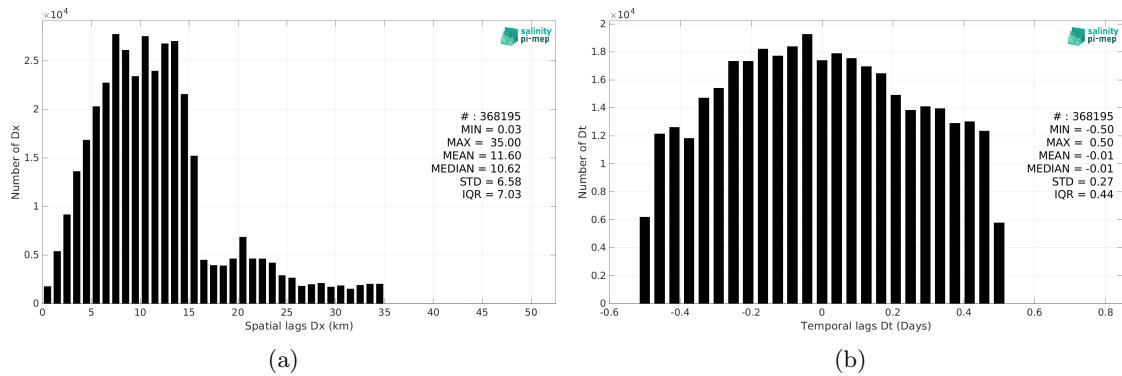 ×10⁴
salinity
pi-mep
2.5
2
1.5
1
0.5
0
Number of Dx
# : 368195
MIN = 0.03
MAX = 35.00
MEAN = 11.60
MEDIAN = 10.62
STD = 6.58
IQR = 7.03
0 5 10 15 20 25 30 35 40 45 50
Spatial lags Dx (km)
(a)
×10⁴
salinity
pi-mep
2
1.8
1.6
1.4
1.2
1
0.8
0.6
0.4
0.2
0
Number of Dt
# : 368195
MIN = -0.50
MAX = 0.50
MEAN = -0.01
MEDIAN = -0.01
STD = 0.27
IQR = 0.44
-0.6 -0.4 -0.2 0 0.2 0.4 0.6 0.8
Temporal lags Dt (Days)
(b)